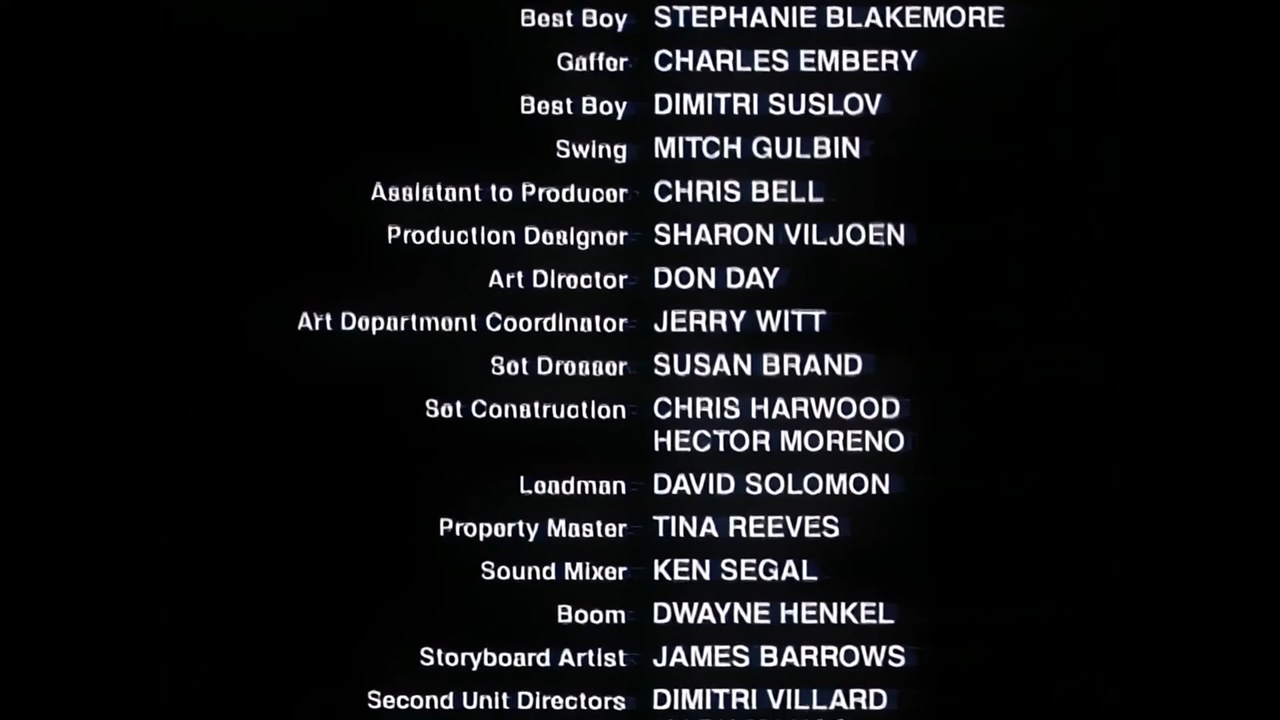 Best Boy STEPHANIE BLAKEMORE
Gaffer CHARLES EMBERY
Best Boy DIMITRI SUSLOV
Swing MITCH GULBIN
Assistant to Producer CHRIS BELL
Production Designer SHARON VILJOEN
Art Director DON DAY
Art Department Coordinator JERRY WITT
Set Dresser SUSAN BRAND
Set Construction CHRIS HARWOOD
HECTOR MORENO
Leadman DAVID SOLOMON
Property Master TINA REEVES
Sound Mixer KEN SEGAL
Boom DWAYNE HENKEL
Storyboard Artist JAMES BARROWS
Second Unit Directors DIMITRI VILLARD